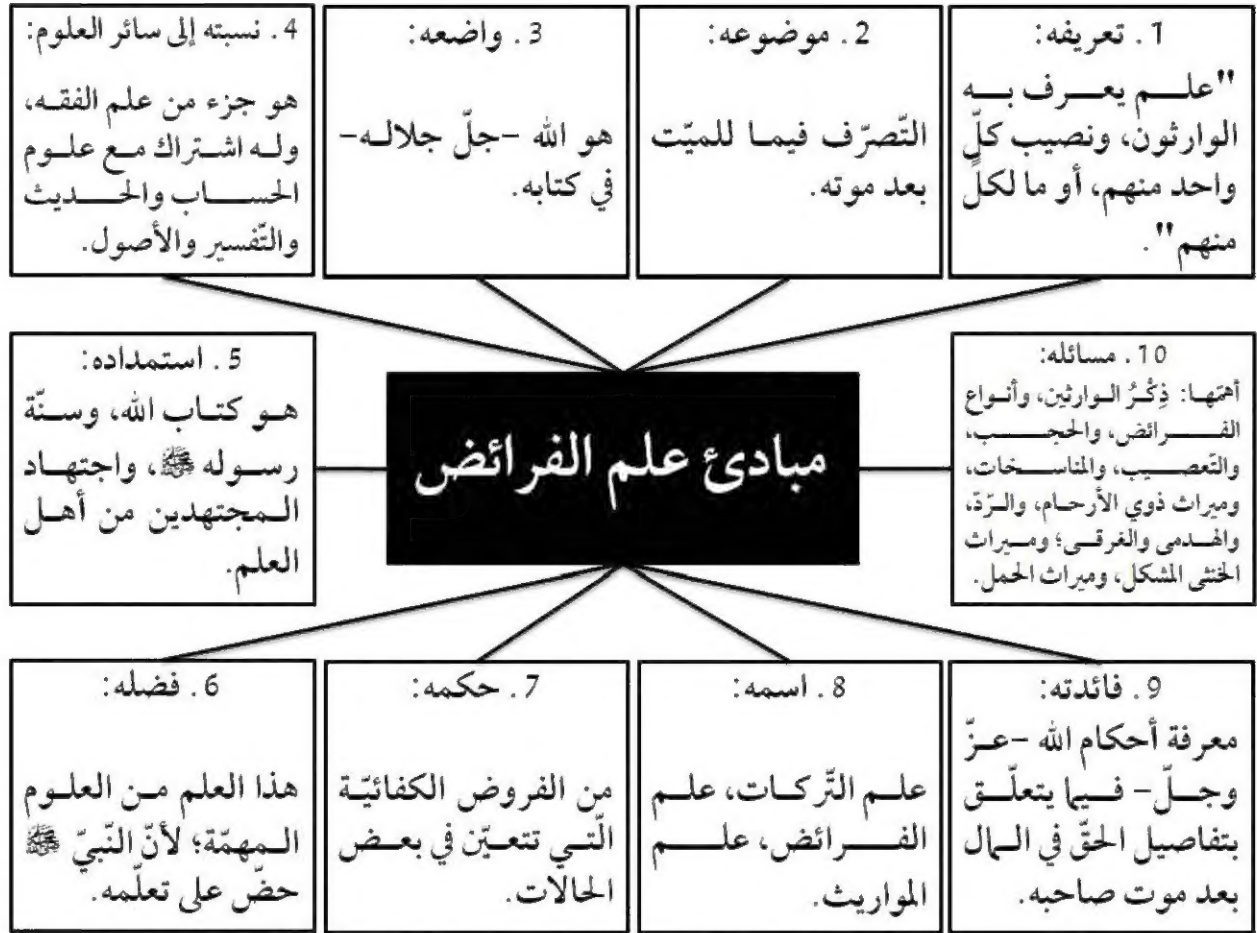 1. تعريفه:
"علم يعرف به
الوارثون، ونصيب كلّ
واحد منهم، أو ما لكلٍّ
منهم".
2. موضوعه:
التّصرّف فيما للميّت
بعد موته.
3. واضعه:
هو الله -جلّ جلاله-
في كتابه.
4. نسبته إلى سائر العلوم:
هو جزء من علم الفقه،
وله اشتراك مع علوم
الحساب والحديث
والتّفسير والأصول.
مبادئ علم الفرائض
5. استمداده:
هو كتاب الله، وسنّة
رسوله ﷺ، واجتهاد
المجتهدين من أهل
العلم.
6. فضله:
هذا العلم من العلوم
المهمّة؛ لأنّ النّبيّ ﷺ
حضّ على تعلّمه.
7. حكمه:
من الفروض الكفائيّة
الّتي تتعيّن في بعض
الحالات.
8. اسمه:
علم التّركات، علم
الفرائض، علم
المواريث.
9. فائدته:
معرفة أحكام الله -عزّ
وجلّ- فيما يتعلّق
بتفاصيل الحقّ في المال
بعد موت صاحبه.
10. مسائله:
أهمّها: ذِكْرُ الوارثين، وأنواع
الفرائض، والحجب،
والتّعصيب، والمناسخات،
وميراث ذوي الأرحام، والرّدّ،
والهدمى والغرقى؛ وميراث
الخنثى المشكل، وميراث الحمل.